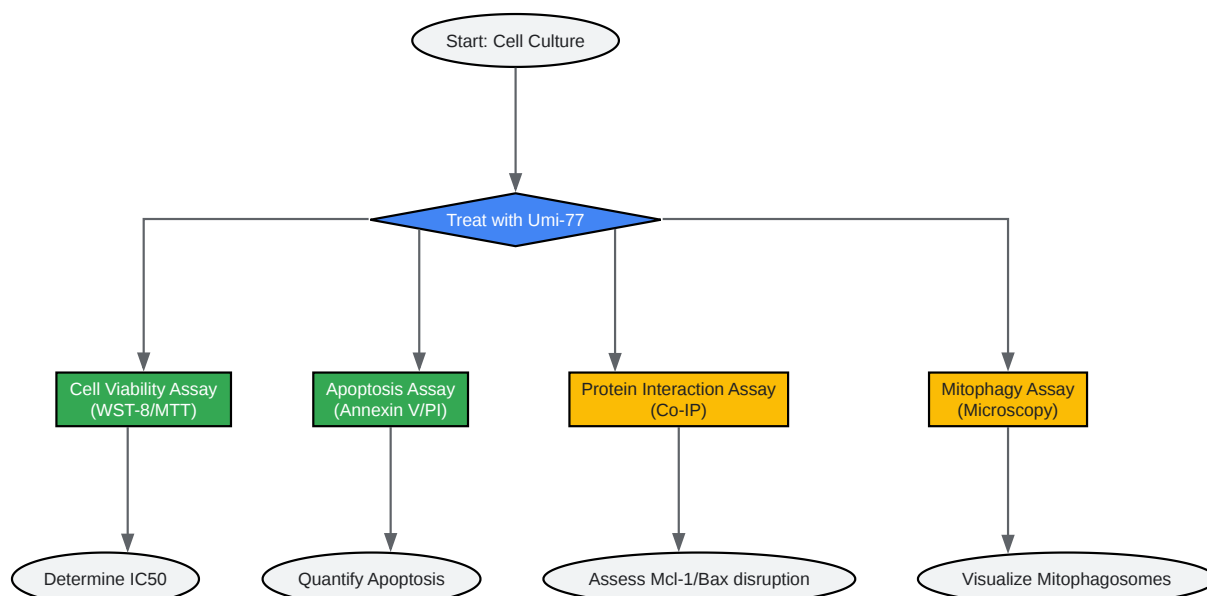 Start: Cell Culture
Treat with Umi-77
Cell Viability Assay
(WST-8/MTT)
Apoptosis Assay
(Annexin V/PI)
Protein Interaction Assay
(Co-IP)
Mitophagy Assay
(Microscopy)
Determine IC50
Quantify Apoptosis
Assess Mcl-1/Bax disruption
Visualize Mitophagosomes